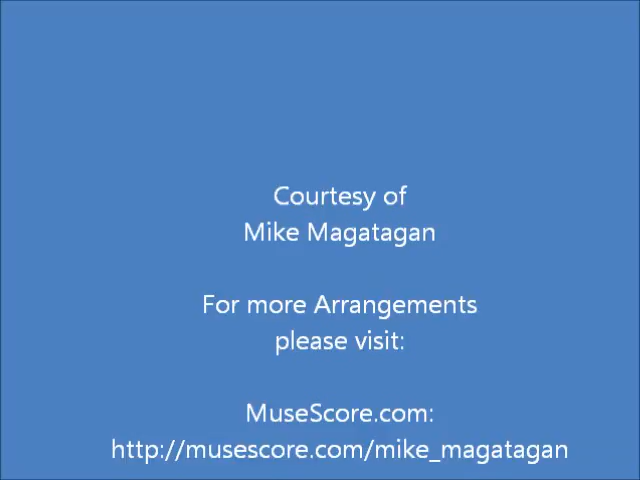 Courtesy of
Mike Magatagan
For more Arrangements
please visit:
MuseScore.com:
http://musescore.com/mike_magatagan